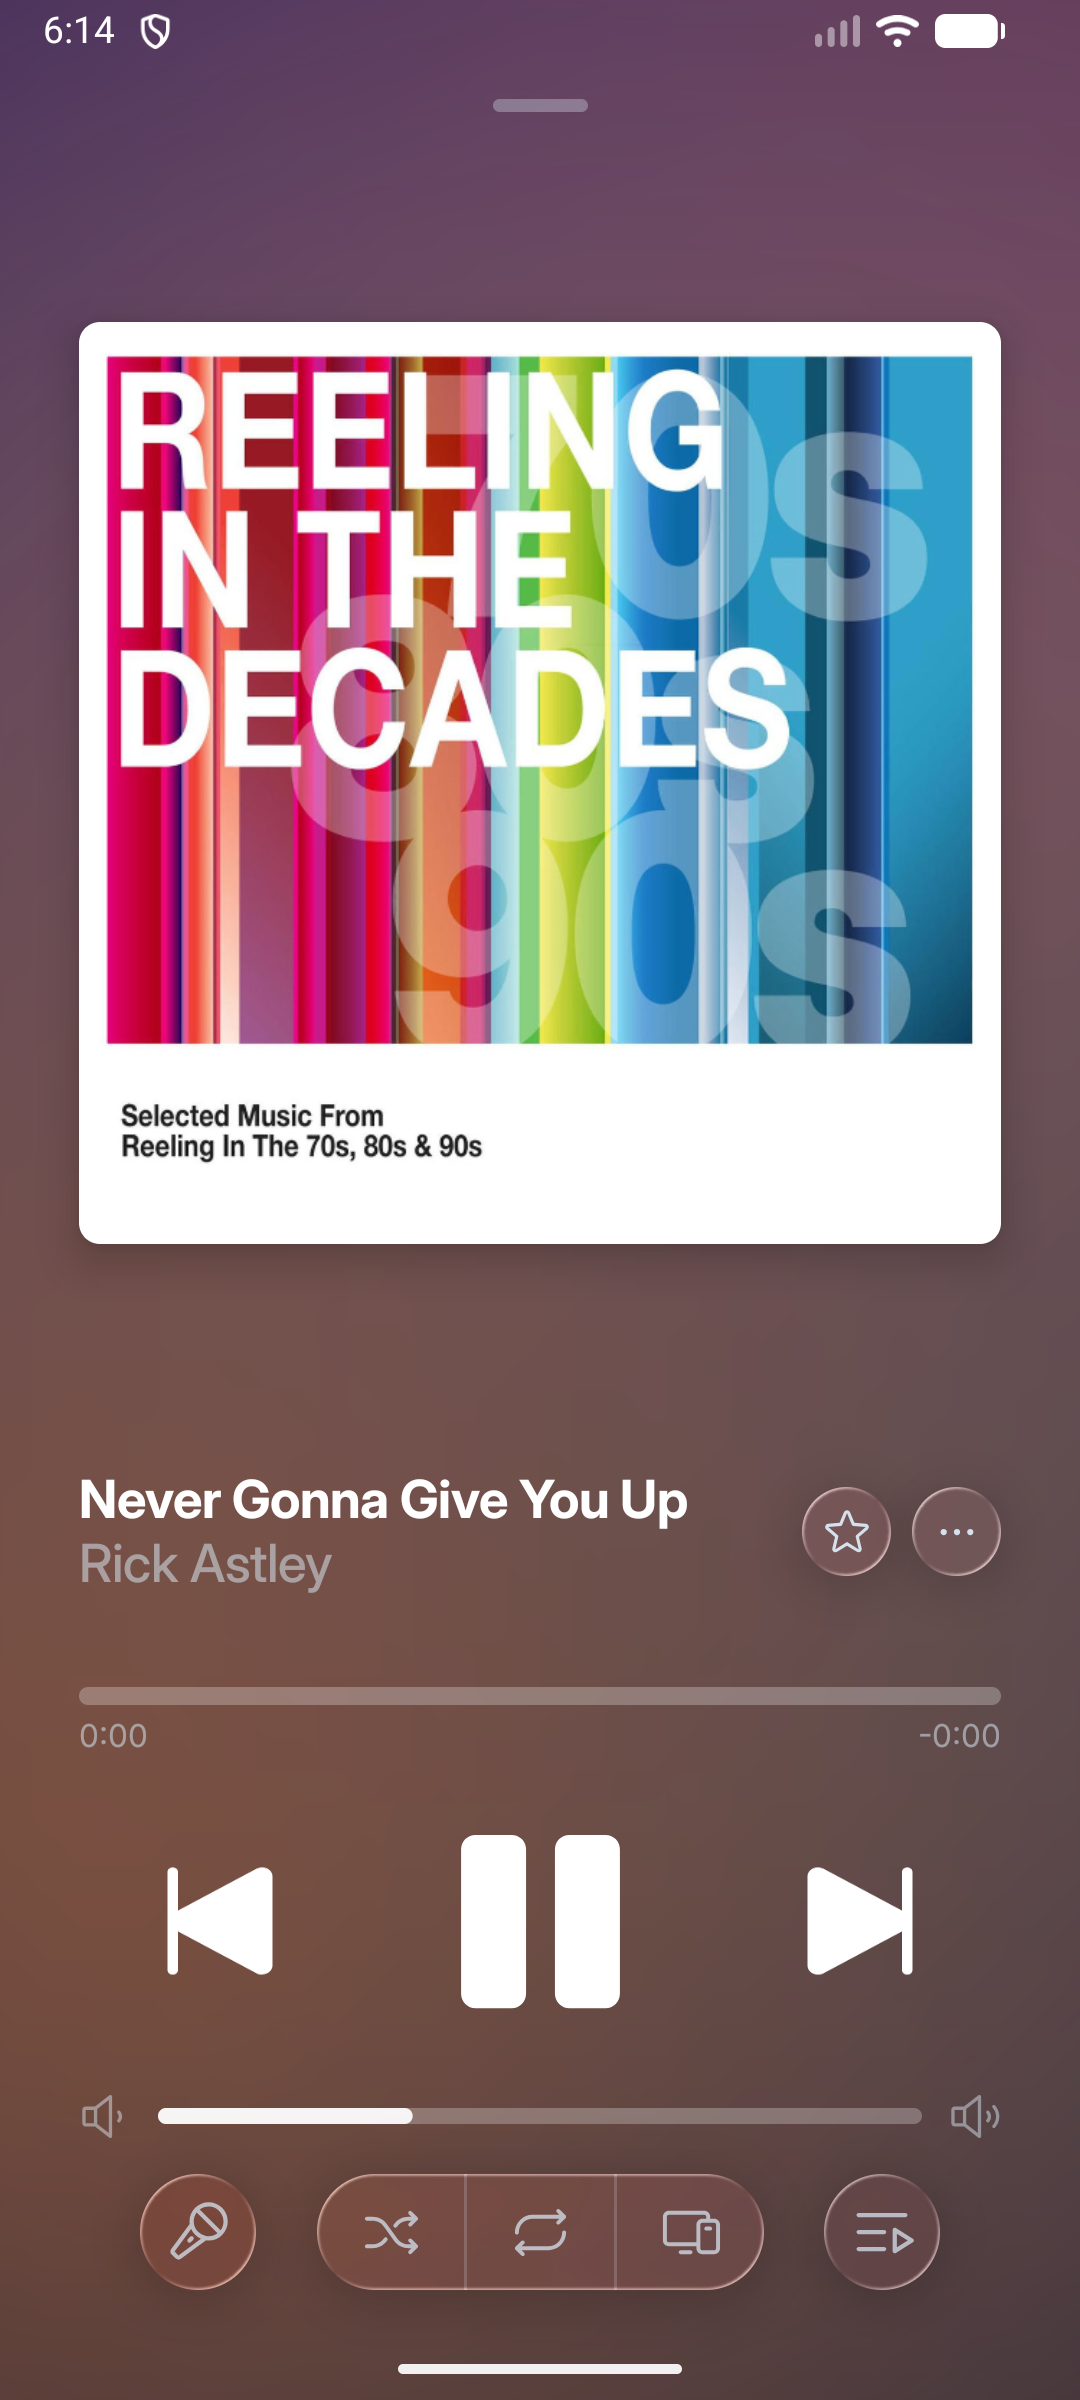 6:14
70s
REELING
IN THE
DECADES
80s
90s
Selected Music From
Reeling In The 70s, 80s & 90s
Never Gonna Give You Up
Rick Astley
0:00
-0:00